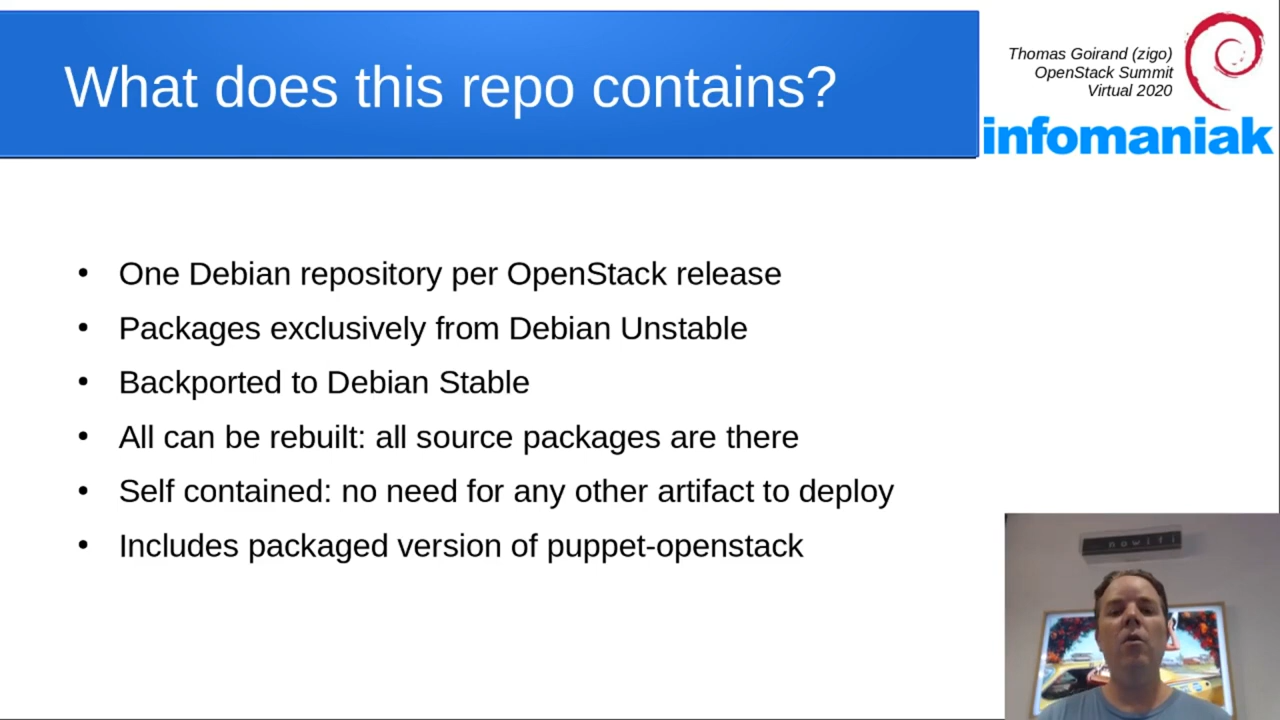 What does this repo contains?
Thomas Goirand (zigo)
OpenStack Summit
Virtual 2020
infomaniak
• One Debian repository per OpenStack release
• Packages exclusively from Debian Unstable
• Backported to Debian Stable
• All can be rebuilt: all source packages are there
• Self contained: no need for any other artifact to deploy
• Includes packaged version of puppet-openstack